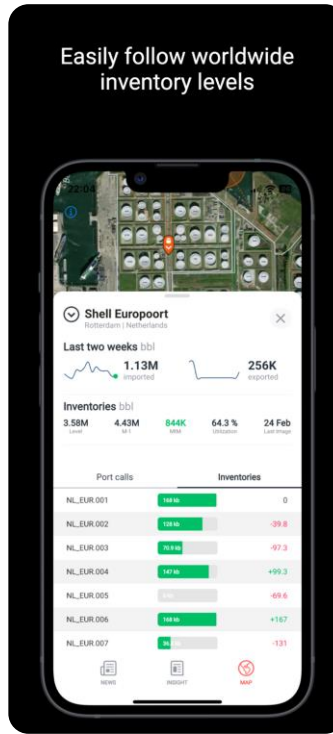 Easily follow worldwide
inventory levels
22:04
Shell Europoort
Rotterdam | Netherlands
Last two weeks bbl
1.13M
imported
256K
exported
Inventories bbl
3.58M 4.43M 844K 64.3 % 24 Feb
Level Utilization Last Image
Port calls Inventories
NL_EUR.001 168 kb 0
NL_EUR.002 128 kb -39.8
NL_EUR.003 70.9 kb -97.3
NL_EUR.004 147 kb +99.3
NL_EUR.005 -69.6
NL_EUR.006 168 kb +167
NL_EUR.007 -131
NEWS INSIGHT MAP